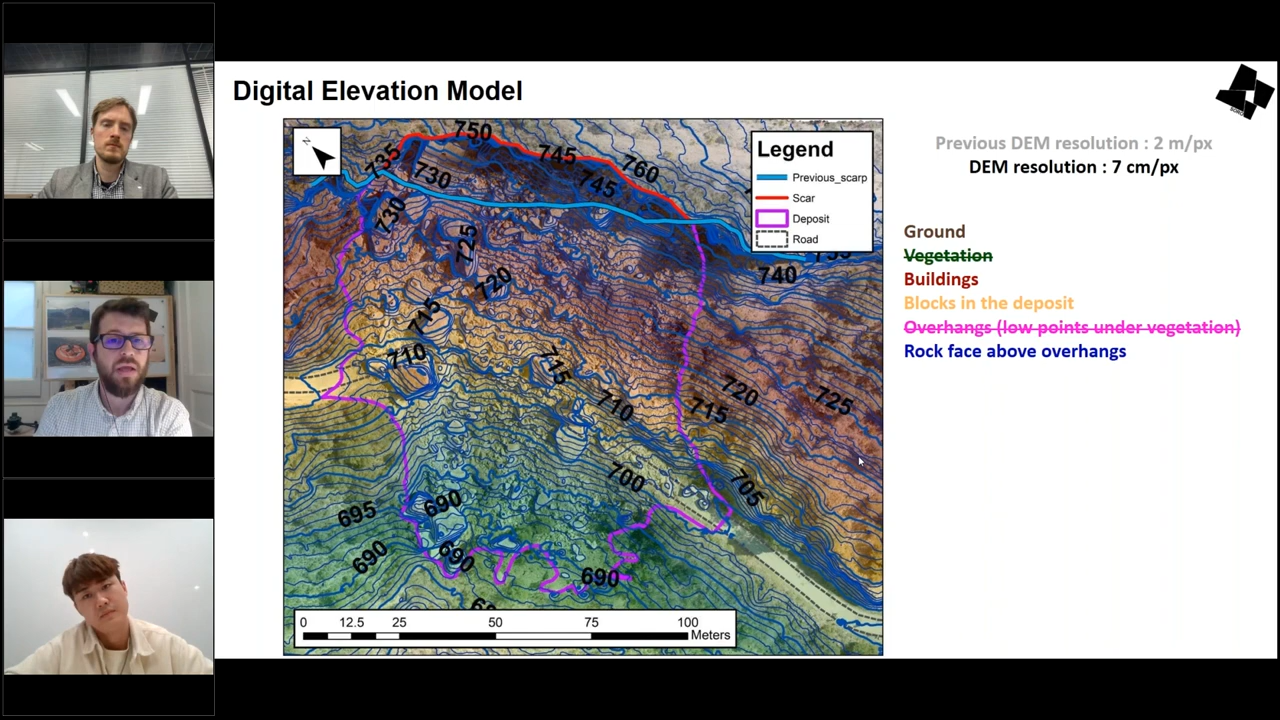 Digital Elevation Model
Previous DEM resolution : 2 m/px
DEM resolution : 7 cm/px
Legend
Previous_scarp
Scar
Deposit
Road
Ground
Vegetation
Buildings
Blocks in the deposit
Overhangs (low points under vegetation)
Rock face above overhangs
750
745
760
735
730
745
730
725
740
720
715
710
715
710
720
725
715
700
705
690
695
690
690
690
0 12.5 25 50 75 100
Meters